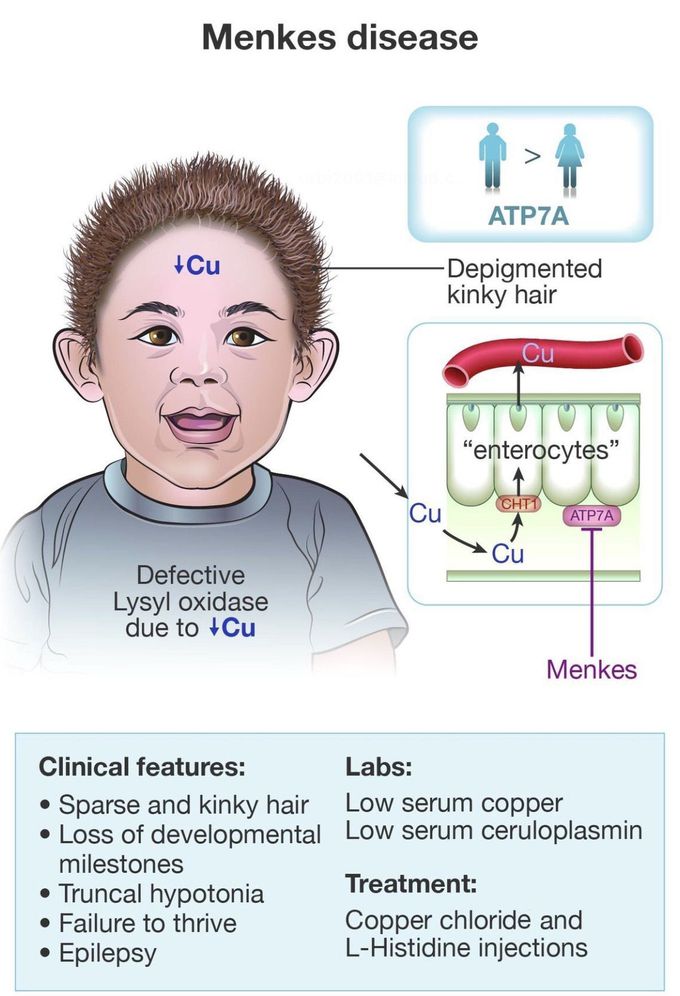 Menkes disease
>
ATP7A
↓Cu
Depigmented
kinky hair
Cu
“enterocytes”
CHT1
ATP7A
Cu
Cu
Defective
Lysyl oxidase
due to ↓Cu
Menkes
Clinical features:
• Sparse and kinky hair
• Loss of developmental
milestones
• Truncal hypotonia
• Failure to thrive
• Epilepsy
Labs:
Low serum copper
Low serum ceruloplasmin
Treatment:
Copper chloride and
L-Histidine injections